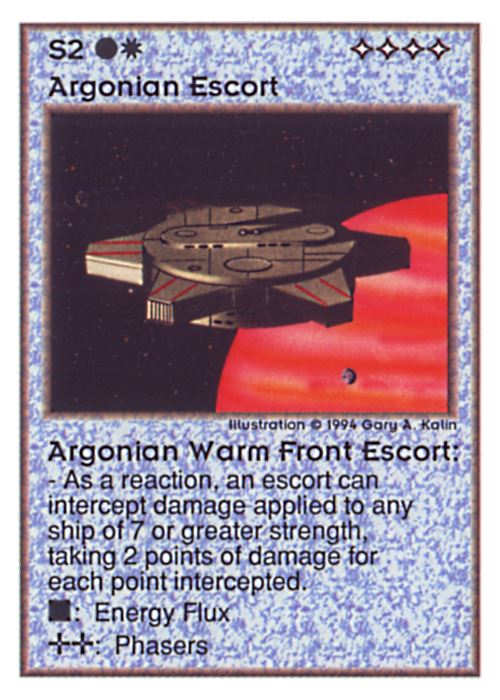 S2
Argonian Escort
Illustration © 1994 Gary A. Kalin
Argonian Warm Front Escort:
- As a reaction, an escort can
intercept damage applied to any
ship of 7 or greater strength,
taking 2 points of damage for
each point intercepted.
: Energy Flux
: Phasers